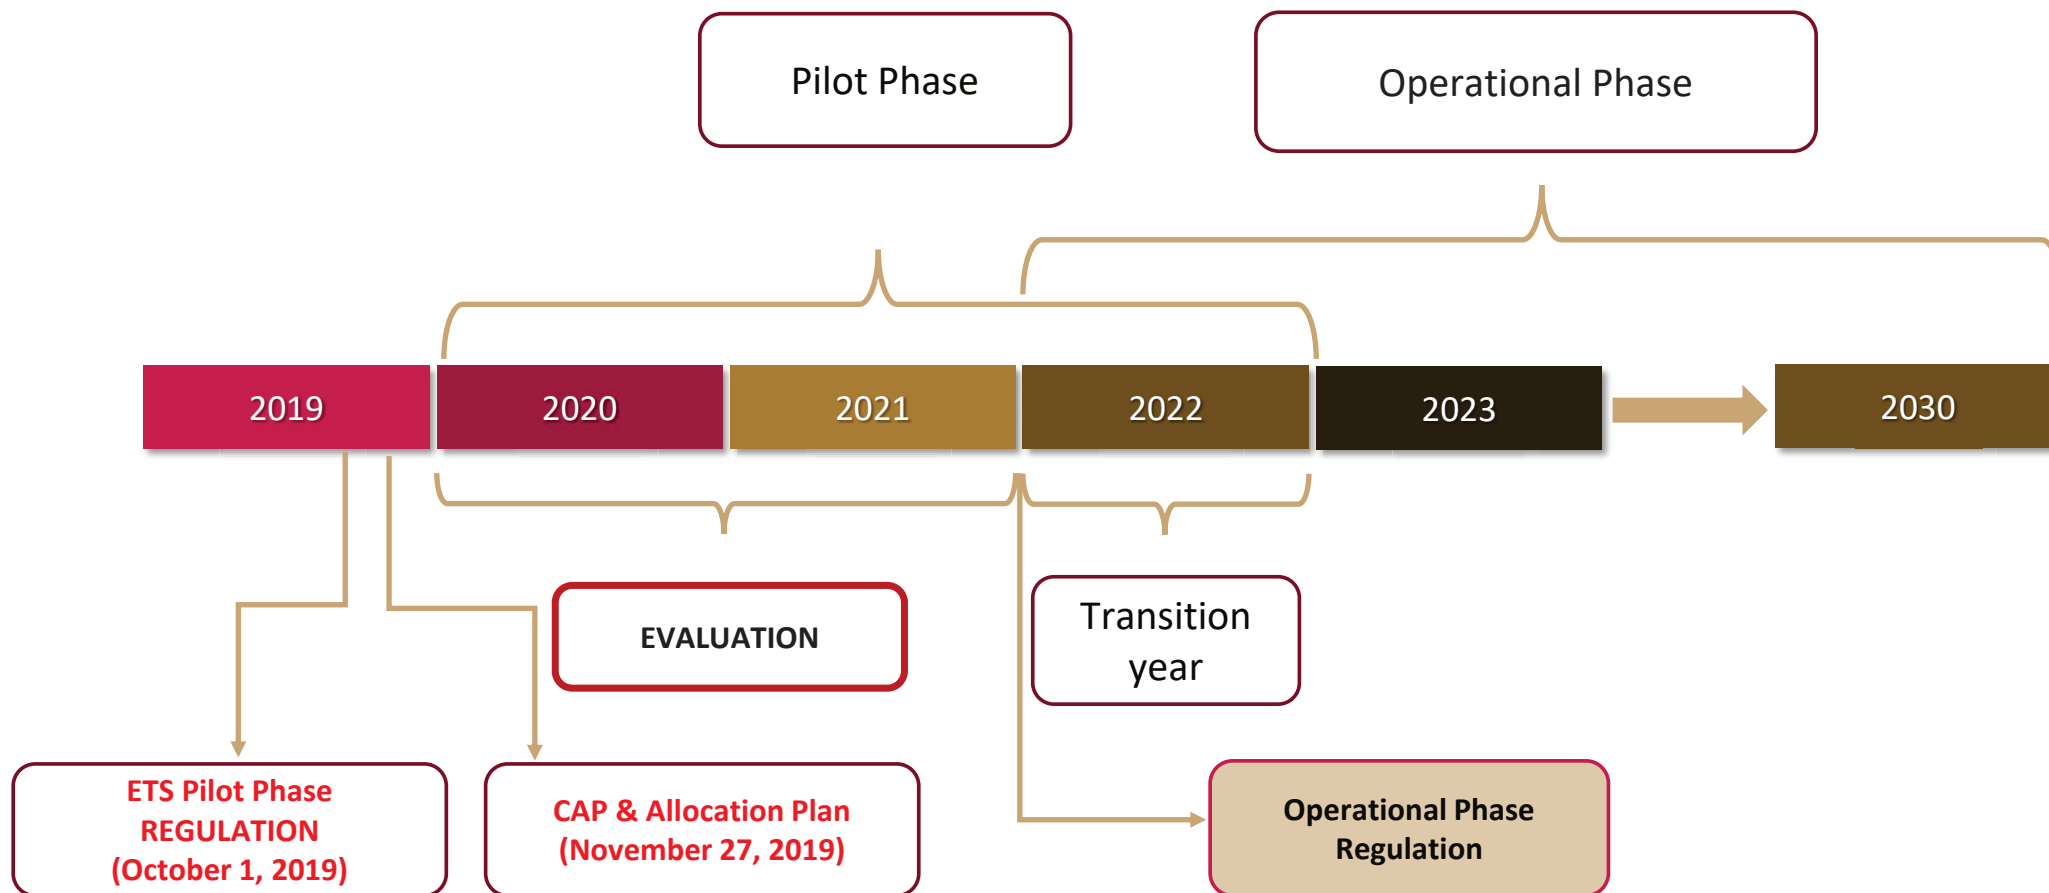 Pilot Phase
Operational Phase
2019
2020
2021
2022
2023
2030
EVALUATION
Transition
year
ETS Pilot Phase
REGULATION
(October 1, 2019)
CAP & Allocation Plan
(November 27, 2019)
Operational Phase
Regulation